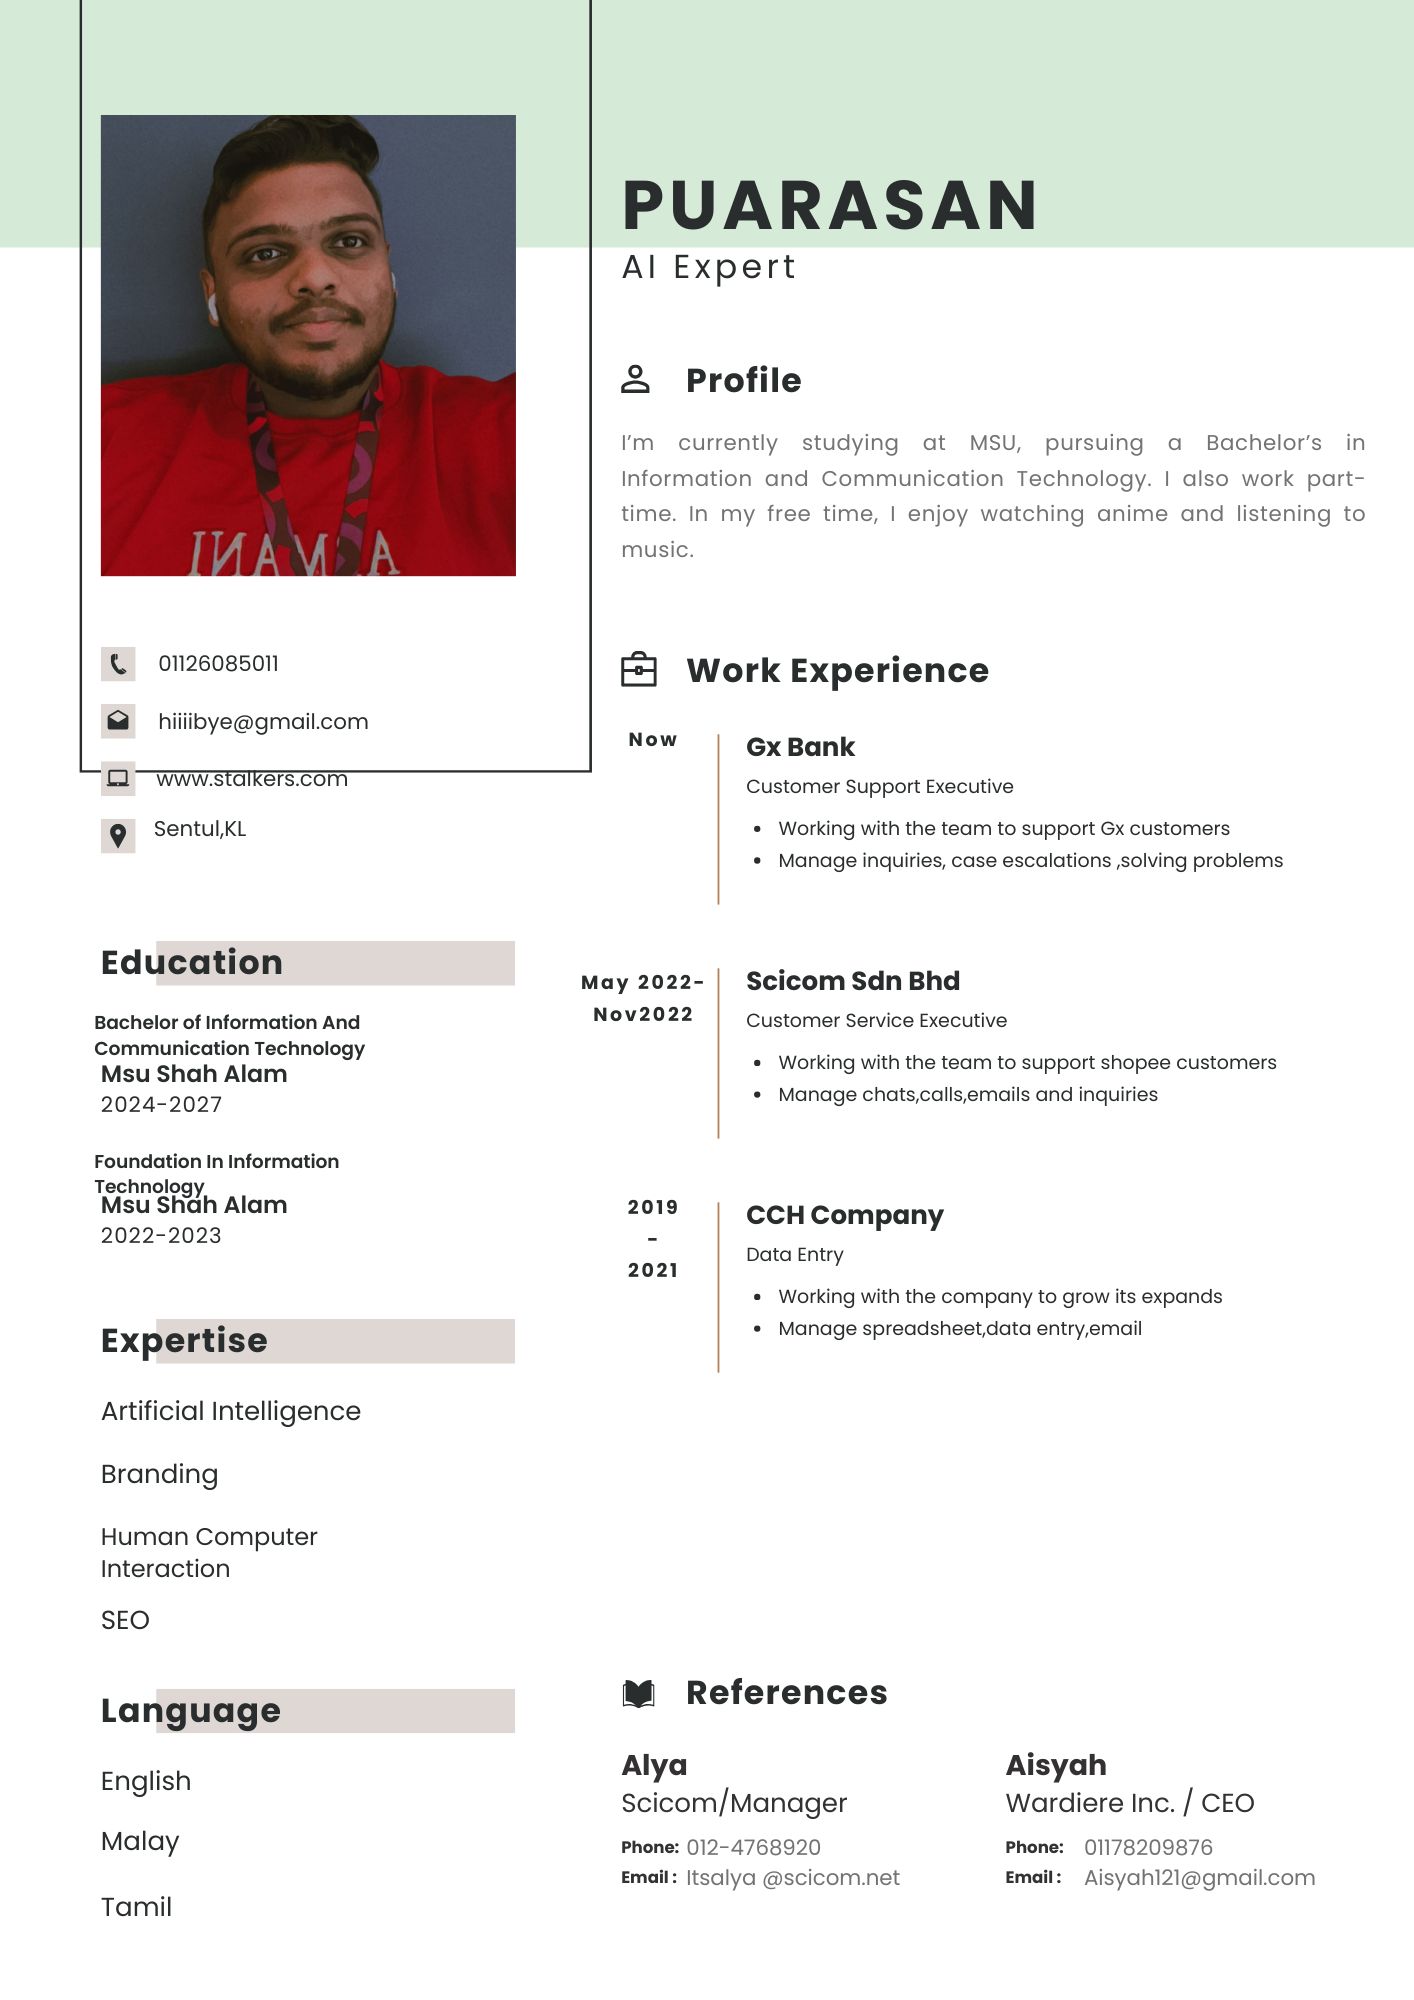 PUARASAN
AI Expert
Profile
I’m currently studying at MSU, pursuing a Bachelor’s in
Information and Communication Technology. I also work part-
time. In my free time, I enjoy watching anime and listening to
music.
01126085011
hiiiibye@gmail.com
www.stalkers.com
Sentul,KL
Education
Bachelor of Information And
Communication Technology
Msu Shah Alam
2024-2027
Foundation In Information
Technology
Msu Shah Alam
2022-2023
Expertise
Artificial Intelligence
Branding
Human Computer
Interaction
SEO
Language
English
Malay
Tamil
Work Experience
Now
Gx Bank
Customer Support Executive
• Working with the team to support Gx customers
• Manage inquiries, case escalations ,solving problems
May 2022-
Nov2022
Scicom Sdn Bhd
Customer Service Executive
• Working with the team to support shopee customers
• Manage chats,calls,emails and inquiries
2019
-
2021
CCH Company
Data Entry
• Working with the company to grow its expands
• Manage spreadsheet,data entry,email
References
Alya
Scicom/Manager
Phone: 012-4768920
Email : Itsalya @scicom.net
Aisyah
Wardiere Inc. / CEO
Phone: 01178209876
Email : Aisyah121@gmail.com